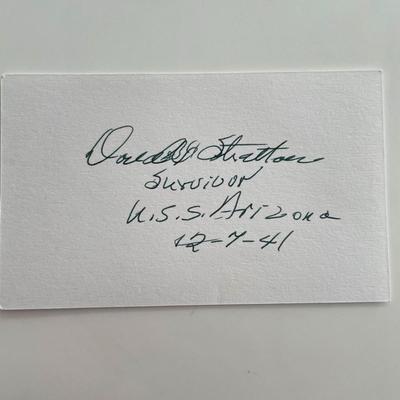 Donald Stratton
Survivor
U.S.S. Arizona
12-7-41